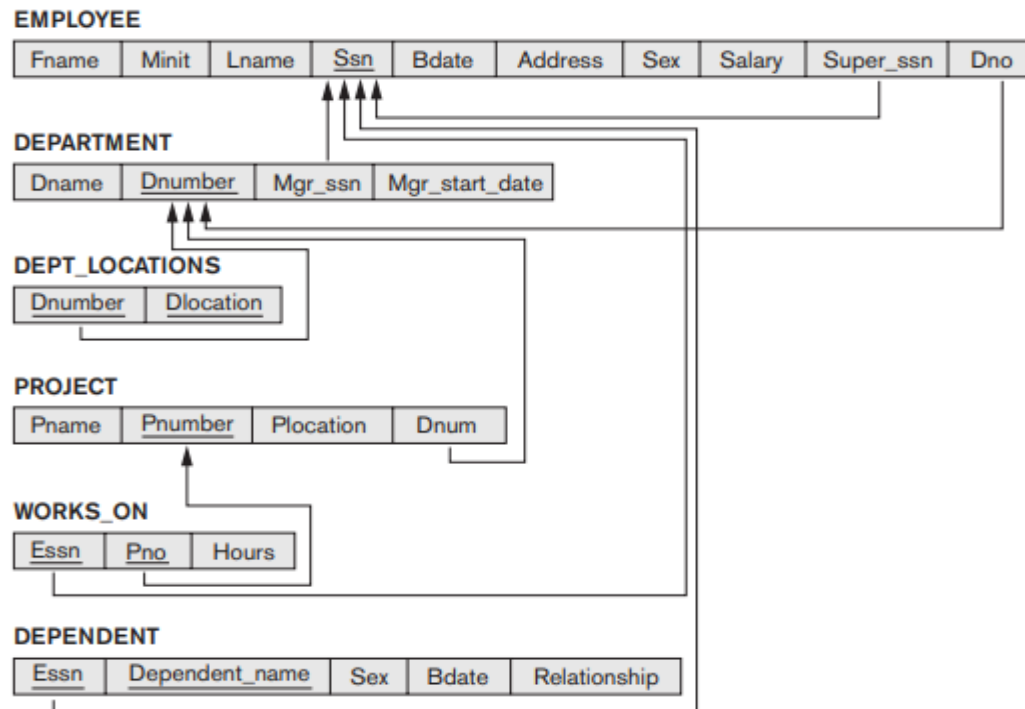 EMPLOYEE
Fname Minit Lname Ssn Bdate Address Sex Salary Super_ssn Dno
DEPARTMENT
Dname Dnumber Mgr_ssn Mgr_start_date
DEPT_LOCATIONS
Dnumber Dlocation
PROJECT
Pname Pnumber Plocation Dnum
WORKS_ON
Essn Pno Hours
DEPENDENT
Essn Dependent_name Sex Bdate Relationship